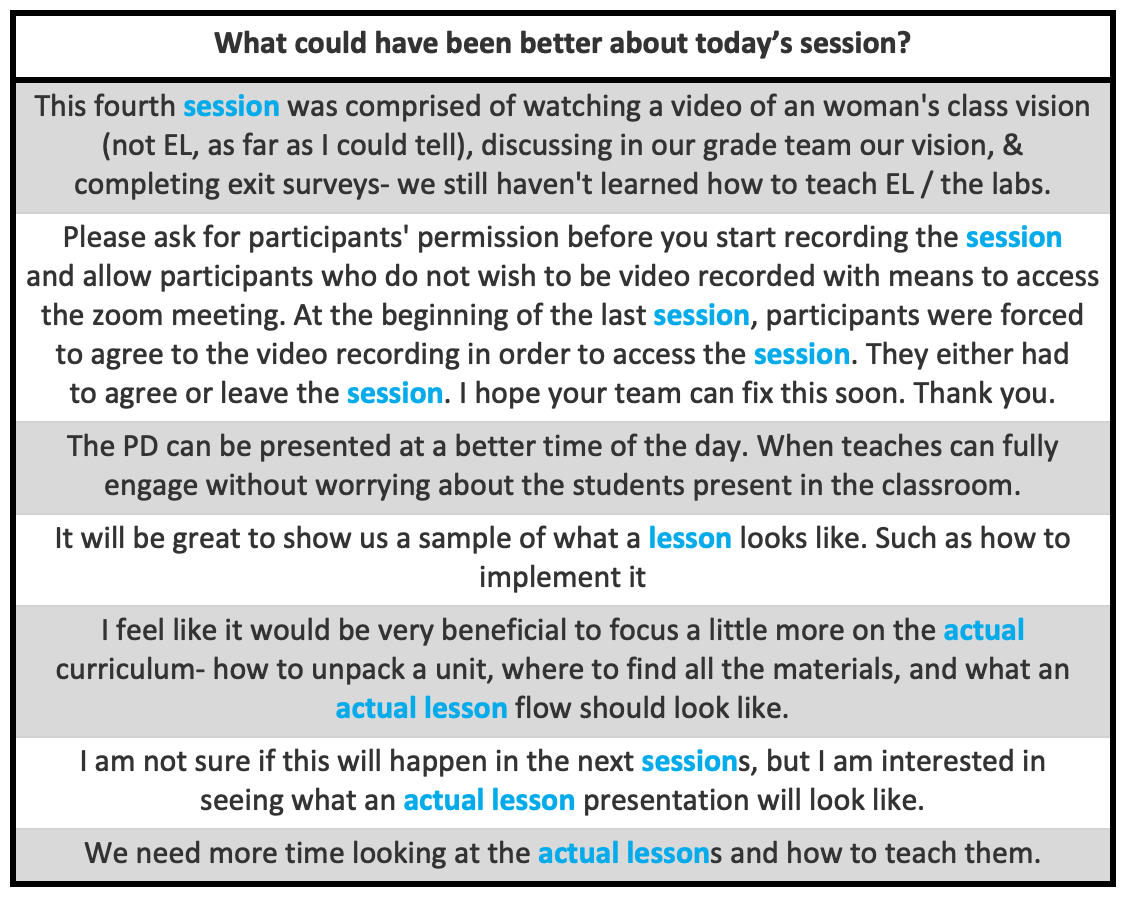 What could have been better about today’s session?
This fourth session was comprised of watching a video of an woman's class vision
(not EL, as far as I could tell), discussing in our grade team our vision, &
completing exit surveys- we still haven't learned how to teach EL / the labs.
Please ask for participants' permission before you start recording the session
and allow participants who do not wish to be video recorded with means to access
the zoom meeting. At the beginning of the last session, participants were forced
to agree to the video recording in order to access the session. They either had
to agree or leave the session. I hope your team can fix this soon. Thank you.
The PD can be presented at a better time of the day. When teaches can fully
engage without worrying about the students present in the classroom.
It will be great to show us a sample of what a lesson looks like. Such as how to
implement it
I feel like it would be very beneficial to focus a little more on the actual
curriculum- how to unpack a unit, where to find all the materials, and what an
actual lesson flow should look like.
I am not sure if this will happen in the next sessions, but I am interested in
seeing what an actual lesson presentation will look like.
We need more time looking at the actual lessons and how to teach them.